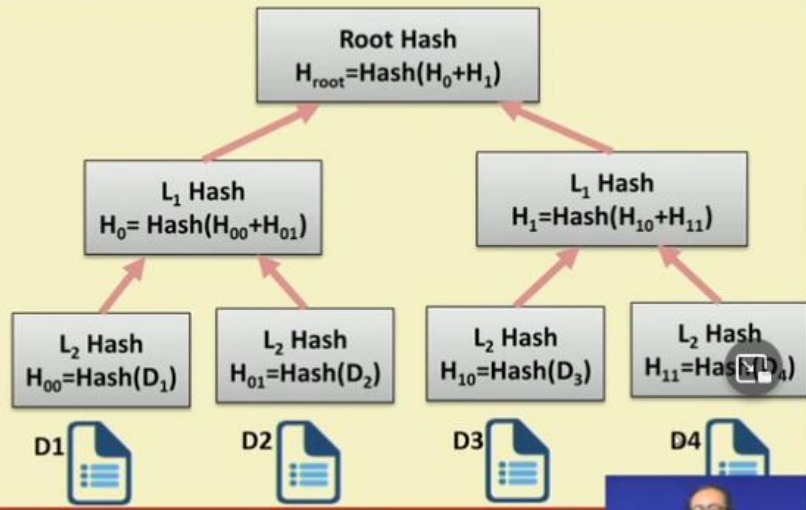 Root Hash
Hroot=Hash(H0+H1)
L1 Hash
H0= Hash(H00+H01)
L1 Hash
H1=Hash(H10+H11)
L2 Hash
H00=Hash(D1)
L2 Hash
H01=Hash(D2)
L2 Hash
H10=Hash(D3)
L2 Hash
H11=Hash(D4)
D1
D2
D3
D4